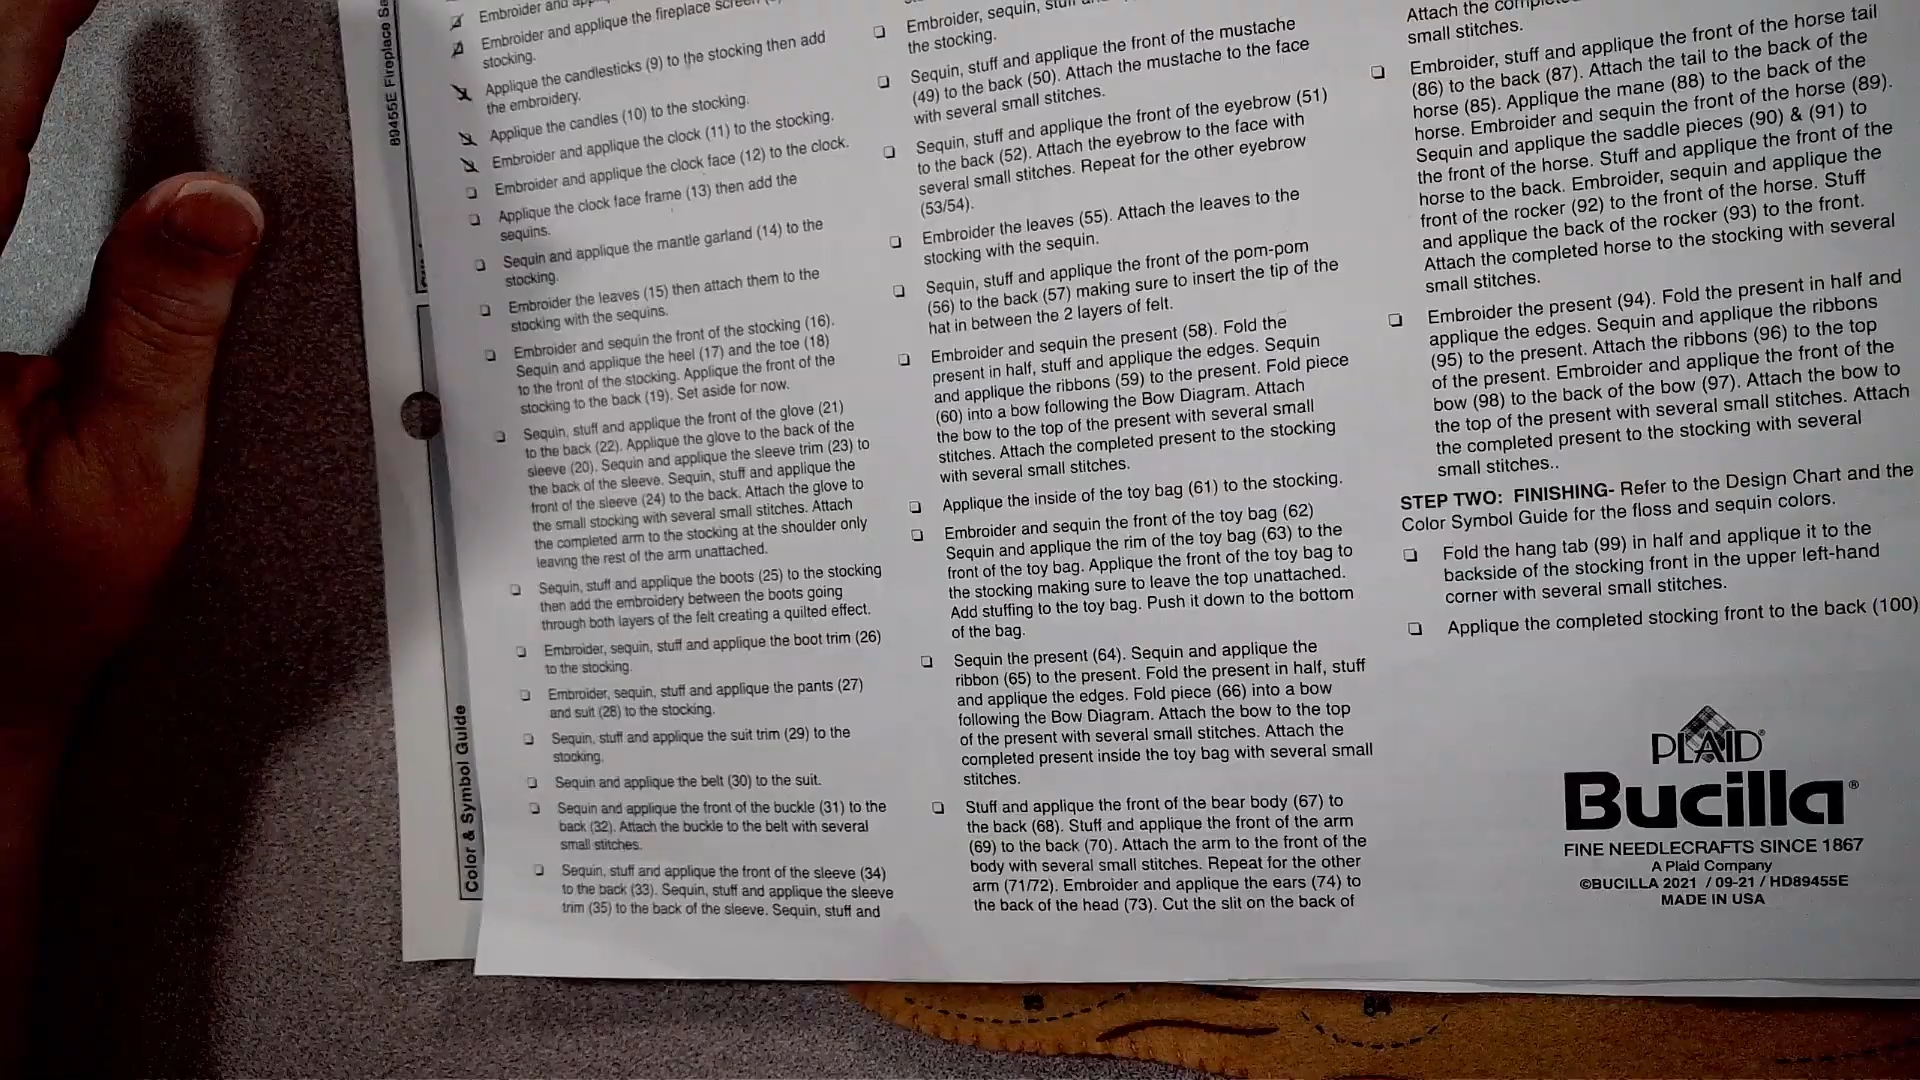 89455E Fireplace Sa
Color & Symbol Guide
Embroider and
Embroider and applique the fireplace screen
stocking.
Applique the candlesticks (9) to the stocking then add
the embroidery.
Applique the candles (10) to the stocking.
Embroider and applique the clock (11) to the stocking.
Embroider and applique the clock face (12) to the clock.
Applique the clock face frame (13) then add the
sequins.
Sequin and applique the mantle garland (14) to the
stocking.
Embroider the leaves (15) then attach them to the
stocking with the sequins.
Embroider and sequin the front of the stocking (16).
Sequin and applique the heel (17) and the toe (18)
to the front of the stocking. Applique the front of the
stocking to the back (19). Set aside for now.
Sequin, stuff and applique the front of the glove (21)
to the back (22). Applique the glove to the back of the
sleeve (20). Sequin and applique the sleeve trim (23) to
the back of the sleeve. Sequin, stuff and applique the
front of the sleeve (24) to the back. Attach the glove to
the small stocking with several small stitches. Attach
the completed arm to the stocking at the shoulder only
leaving the rest of the arm unattached.
Sequin, stuff and applique the boots (25) to the stocking
then add the embroidery between the boots going
through both layers of the felt creating a quilted effect.
Embroider, sequin, stuff and applique the boot trim (26)
to the stocking.
Embroider, sequin, stuff and applique the pants (27)
and suit (28) to the stocking.
Sequin, stuff and applique the suit trim (29) to the
stocking.
Sequin and applique the belt (30) to the suit.
Sequin and applique the front of the buckle (31) to the
back (32). Attach the buckle to the belt with several
small stitches.
Sequin, stuff and applique the front of the sleeve (34)
to the back (33). Sequin, stuff and applique the sleeve
trim (35) to the back of the sleeve. Sequin, stuff and
Embroider, sequin, stuff
the stocking.
Sequin, stuff and applique the front of the mustache
(49) to the back (50). Attach the mustache to the face
with several small stitches.
Sequin, stuff and applique the front of the eyebrow (51)
to the back (52). Attach the eyebrow to the face with
several small stitches. Repeat for the other eyebrow
(53/54).
Embroider the leaves (55). Attach the leaves to the
stocking with the sequin.
Sequin, stuff and applique the front of the pom-pom
(56) to the back (57) making sure to insert the tip of the
hat in between the 2 layers of felt.
Embroider and sequin the present (58). Fold the
present in half, stuff and applique the edges. Sequin
and applique the ribbons (59) to the present. Fold piece
(60) into a bow following the Bow Diagram. Attach
the bow to the top of the present with several small
stitches. Attach the completed present to the stocking
with several small stitches.
Applique the inside of the toy bag (61) to the stocking.
Embroider and sequin the front of the toy bag (62)
Sequin and applique the rim of the toy bag (63) to the
front of the toy bag. Applique the front of the toy bag to
the stocking making sure to leave the top unattached.
Add stuffing to the toy bag. Push it down to the bottom
of the bag.
Sequin the present (64). Sequin and applique the
ribbon (65) to the present. Fold the present in half, stuff
and applique the edges. Fold piece (66) into a bow
following the Bow Diagram. Attach the bow to the top
of the present with several small stitches. Attach the
completed present inside the toy bag with several small
stitches.
Stuff and applique the front of the bear body (67) to
the back (68). Stuff and applique the front of the arm
(69) to the back (70). Attach the arm to the front of the
body with several small stitches. Repeat for the other
arm (71/72). Embroider and applique the ears (74) to
the back of the head (73). Cut the slit on the back of
Attach the
small stitches.
Embroider, stuff and applique the front of the horse tail
(86) to the back (87). Attach the tail to the back of the
horse (85). Applique the mane (88) to the back of the
horse. Embroider and sequin the front of the horse (89).
Sequin and applique the saddle pieces (90) & (91) to
the front of the horse. Stuff and applique the front of the
horse to the back. Embroider, sequin and applique the
front of the rocker (92) to the front of the horse. Stuff
and applique the back of the rocker (93) to the front.
Attach the completed horse to the stocking with several
small stitches.
Embroider the present (94). Fold the present in half and
applique the edges. Sequin and applique the ribbons
(95) to the present. Attach the ribbons (96) to the top
of the present. Embroider and applique the front of the
bow (98) to the back of the bow (97). Attach the bow to
the top of the present with several small stitches. Attach
the completed present to the stocking with several
small stitches..
STEP TWO: FINISHING- Refer to the Design Chart and the
Color Symbol Guide for the floss and sequin colors.
Fold the hang tab (99) in half and applique it to the
backside of the stocking front in the upper left-hand
corner with several small stitches.
Applique the completed stocking front to the back (100)
PLAID®
Bucilla®
FINE NEEDLECRAFTS SINCE 1867
A Plaid Company
©BUCILLA 2021 / 09-21 / HD89455E
MADE IN USA